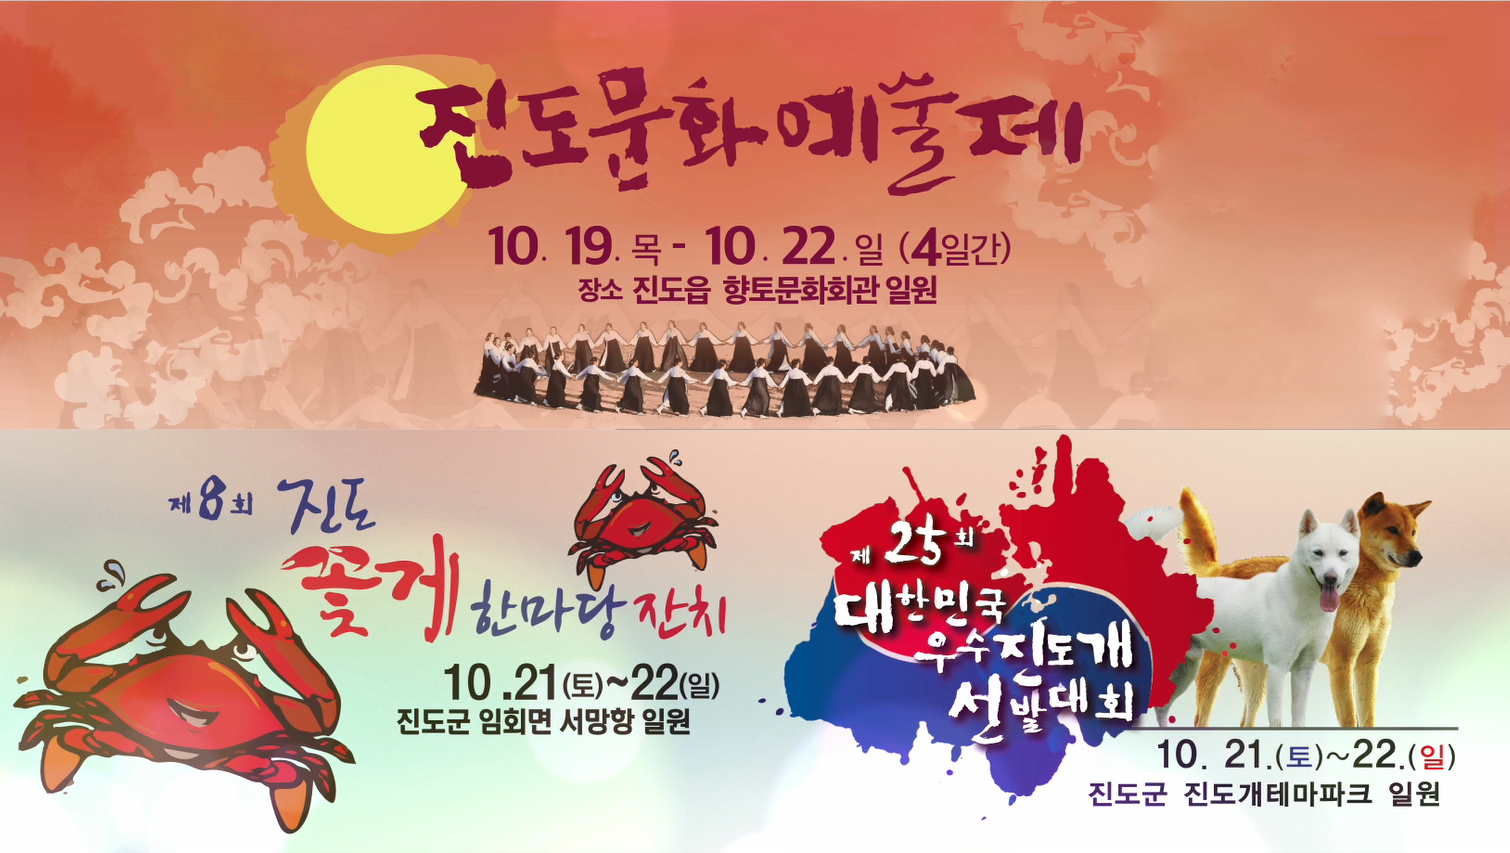 진도문화예술제
10. 19. 목 - 10. 22. 일 (4일간)
장소 진도읍 향토문화회관 일원
제8회 진도
꽃게 한마당 잔치
10.21(토)~22(일)
진도군 임회면 서망항 일원
제 25회
대한민국
우수진도개
선발대회
10. 21.(토)~22.(일)
진도군 진도개테마파크 일원